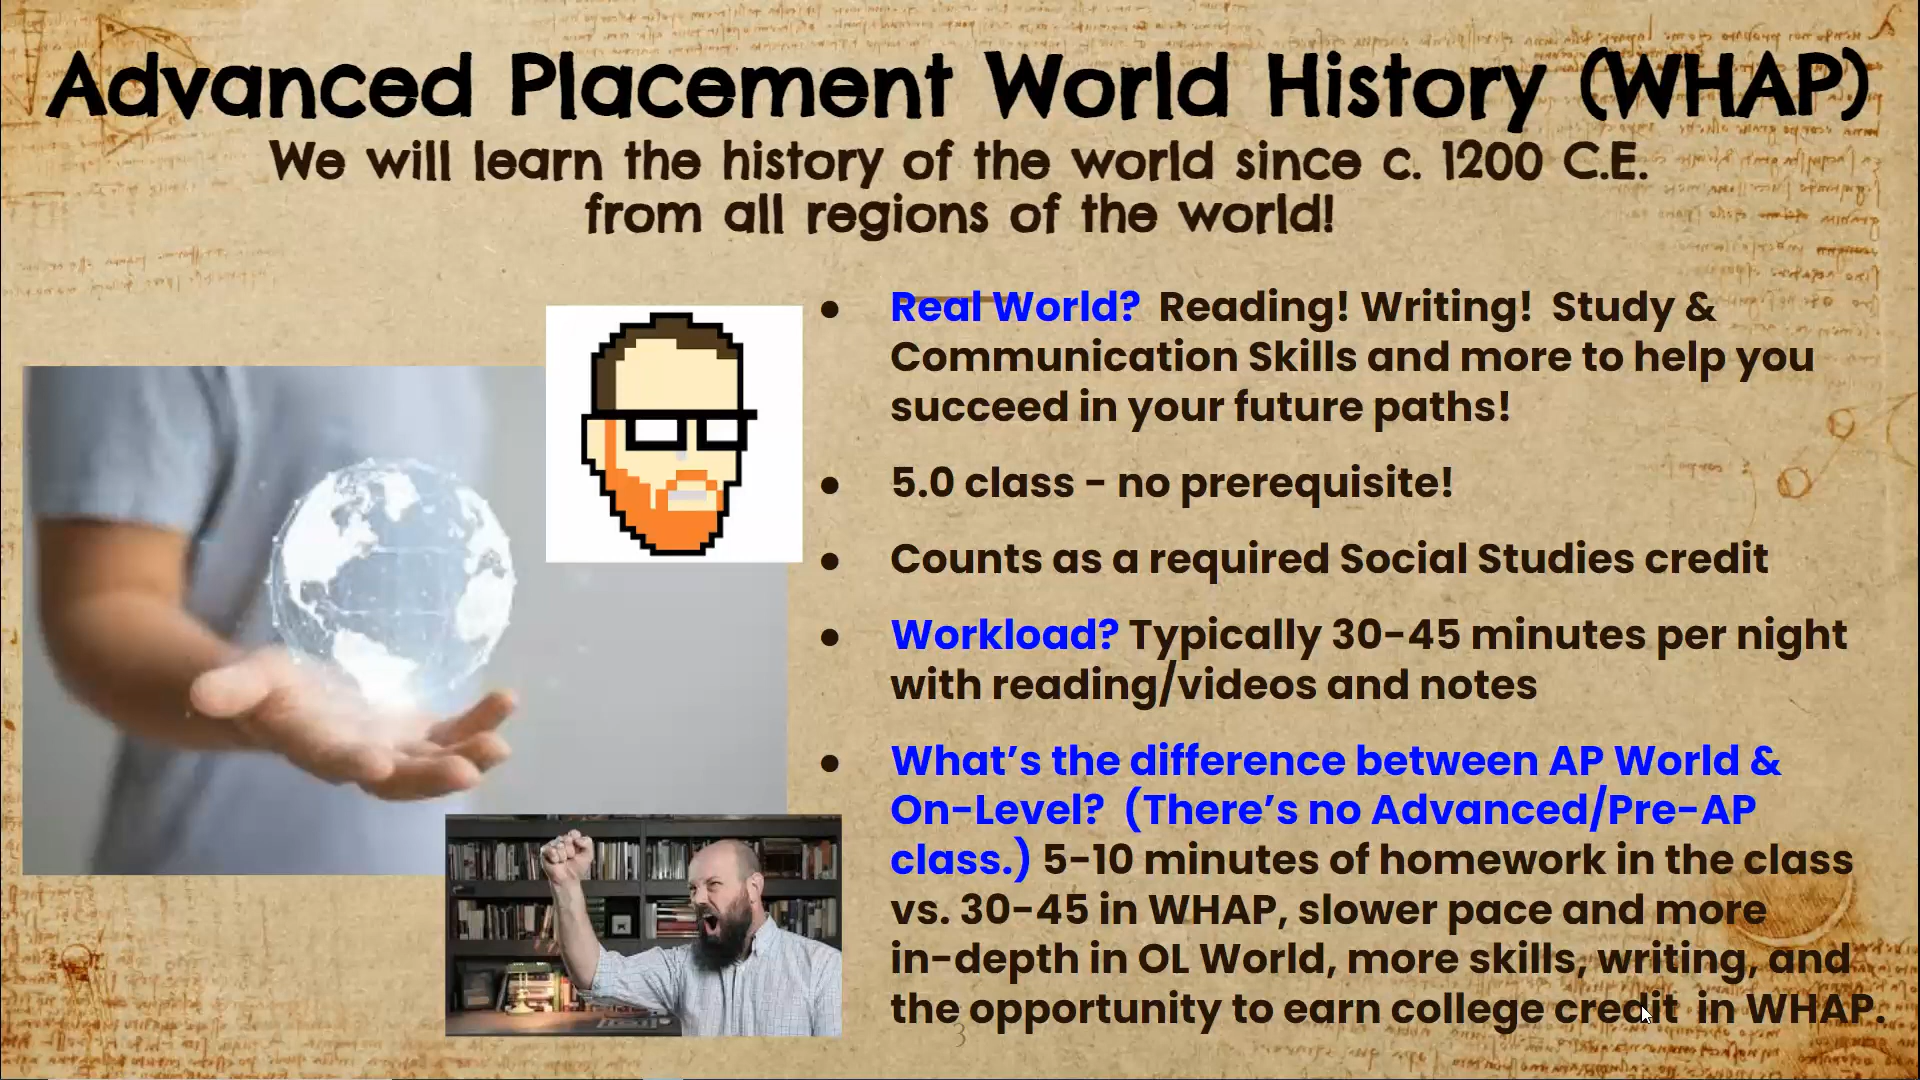 Advanced Placement World History (WHAP)
We will learn the history of the world since c. 1200 C.E.
from all regions of the world!
● Real World? Reading! Writing! Study &
Communication Skills and more to help you
succeed in your future paths!
● 5.0 class - no prerequisite!
● Counts as a required Social Studies credit
● Workload? Typically 30-45 minutes per night
with reading/videos and notes
● What’s the difference between AP World &
On-Level? (There’s no Advanced/Pre-AP
class.) 5-10 minutes of homework in the class
vs. 30-45 in WHAP, slower pace and more
in-depth in OL World, more skills, writing, and
the opportunity to earn college credit in WHAP.
3